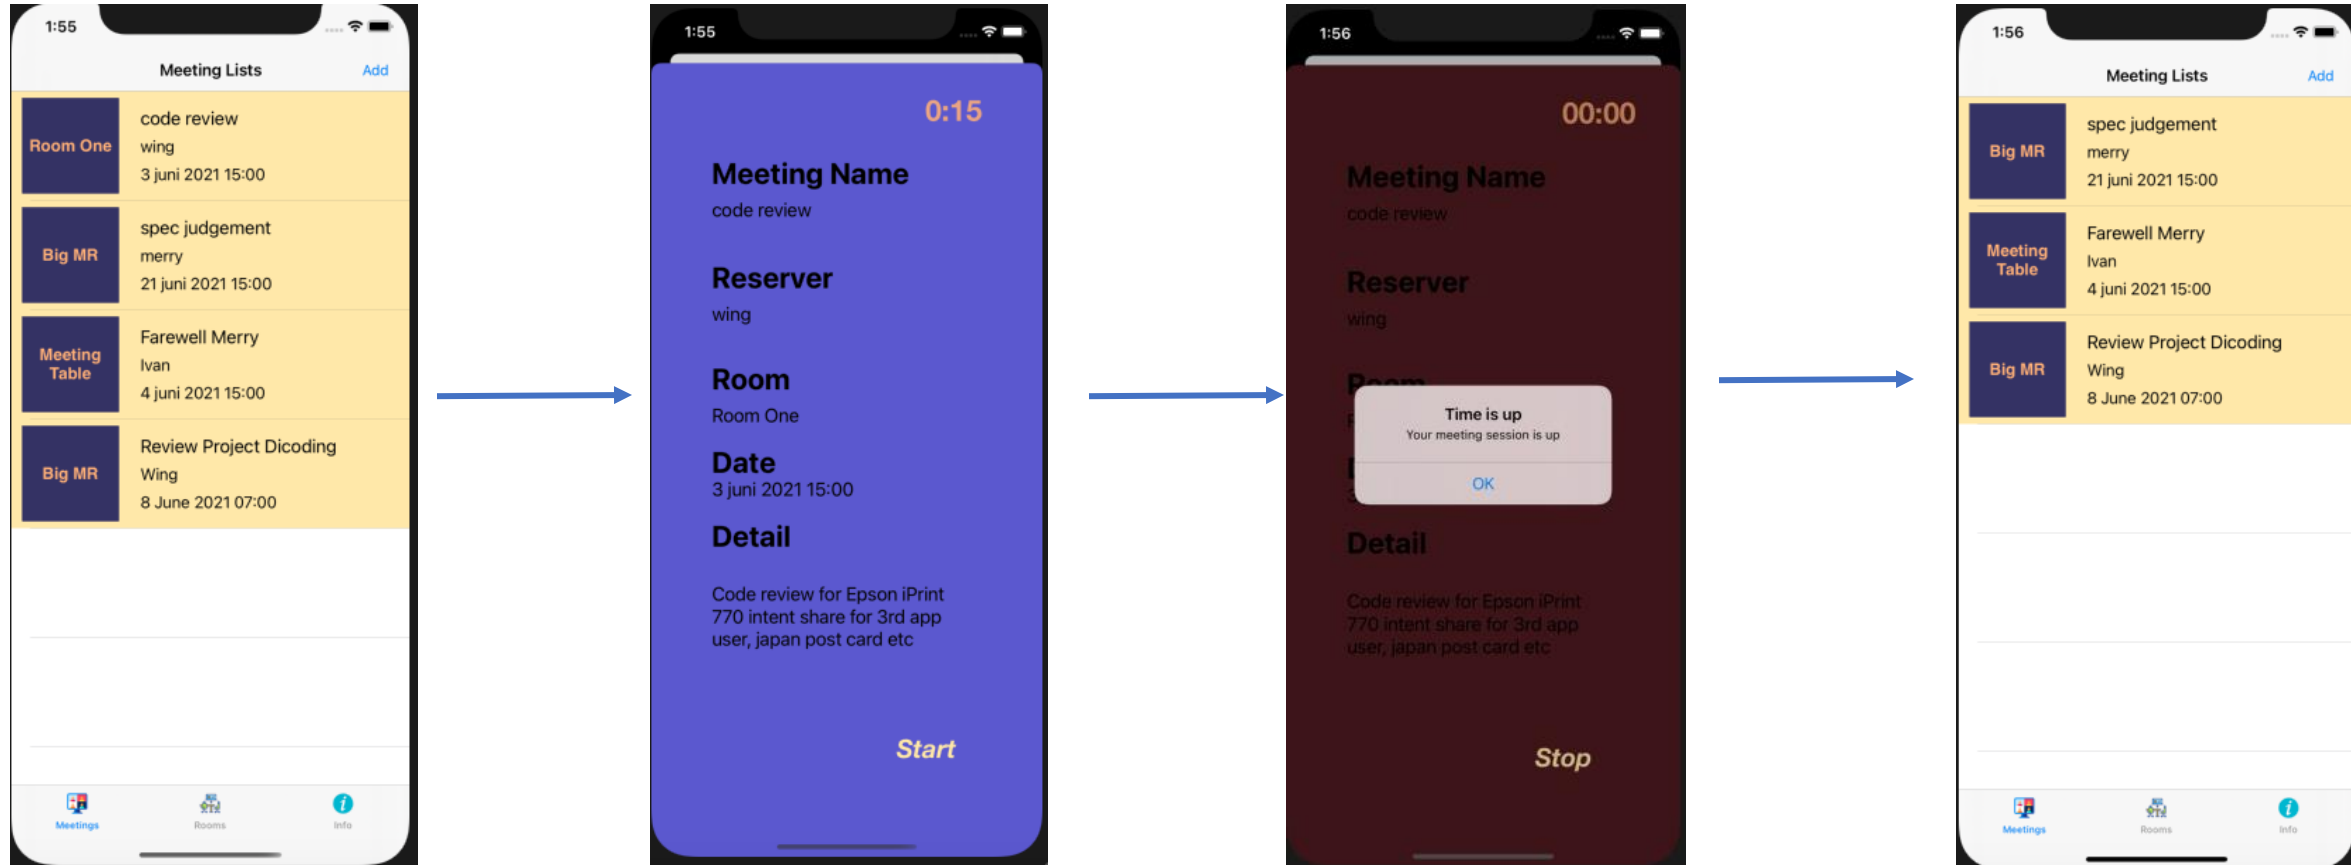 1:55
Meeting Lists
Add
Room One
code review
wing
3 juni 2021 15:00
Big MR
spec judgement
merry
21 juni 2021 15:00
Meeting
Table
Farewell Merry
Ivan
4 juni 2021 15:00
Big MR
Review Project Dicoding
Wing
8 June 2021 07:00
Meetings
Rooms
Info
1:55
0:15
Meeting Name
code review
Reserver
wing
Room
Room One
Date
3 juni 2021 15:00
Detail
Code review for Epson iPrint
770 intent share for 3rd app
user, japan post card etc
Start
1:56
00:00
Meeting Name
code review
Reserver
wing
Room
Time is up
Your meeting session is up
OK
Detail
Code review for Epson iPrint
770 intent share for 3rd app
user, japan post card etc
Stop
1:56
Meeting Lists
Add
Big MR
spec judgement
merry
21 juni 2021 15:00
Meeting
Table
Farewell Merry
Ivan
4 juni 2021 15:00
Big MR
Review Project Dicoding
Wing
8 June 2021 07:00
Meetings
Rooms
Info